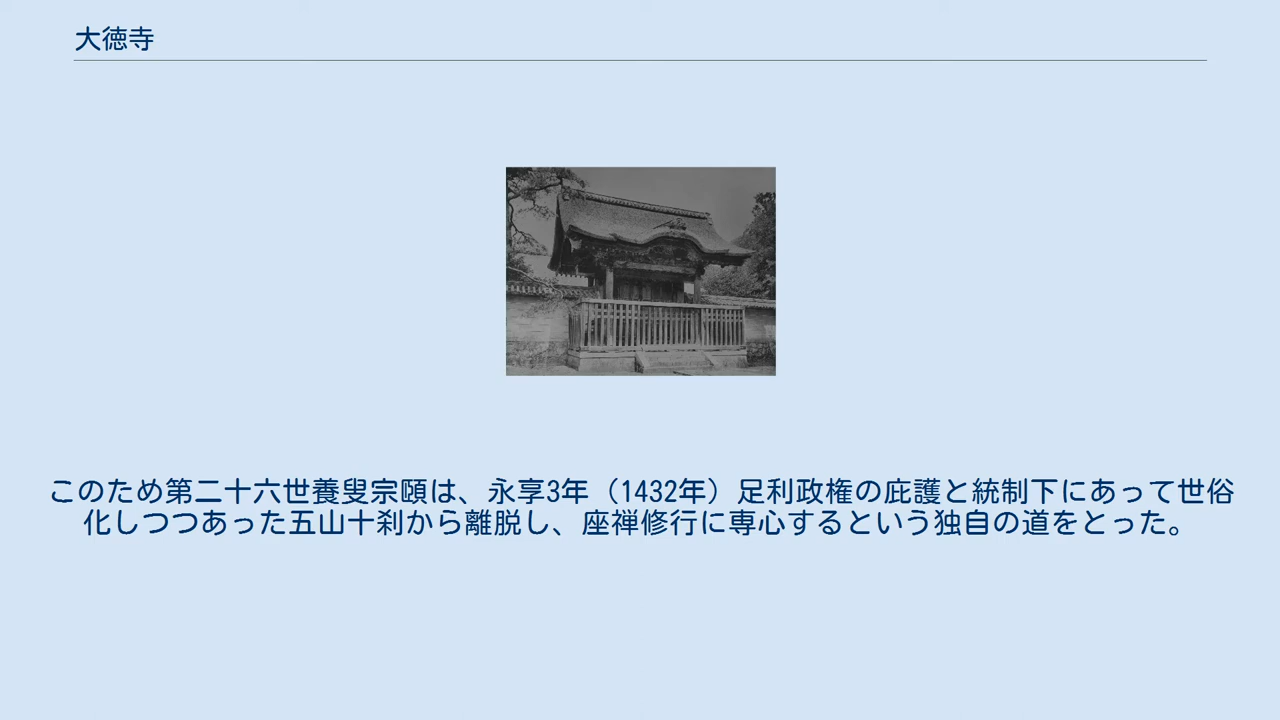 大徳寺
このため第二十六世養叟宗頤は、永享3年（1432年）足利政権の庇護と統制下にあって世俗
化しつつあった五山十刹から離脱し、座禅修行に専心するという独自の道をとった。